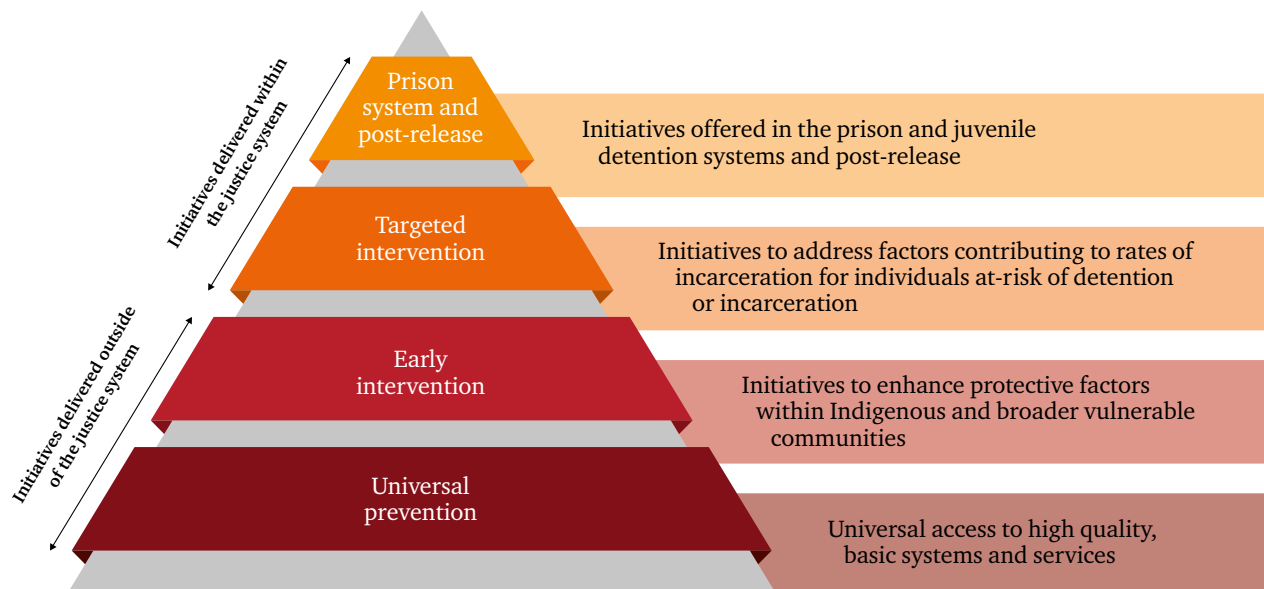 Initiatives delivered within
the justice system
Prison
system and
post-release
Initiatives offered in the prison and juvenile
detention systems and post-release
Targeted
intervention
Initiatives to address factors contributing to rates of
incarceration for individuals at-risk of detention
or incarceration
Initiatives delivered outside
of the justice system
Early
intervention
Initiatives to enhance protective factors
within Indigenous and broader vulnerable
communities
Universal
prevention
Universal access to high quality,
basic systems and services